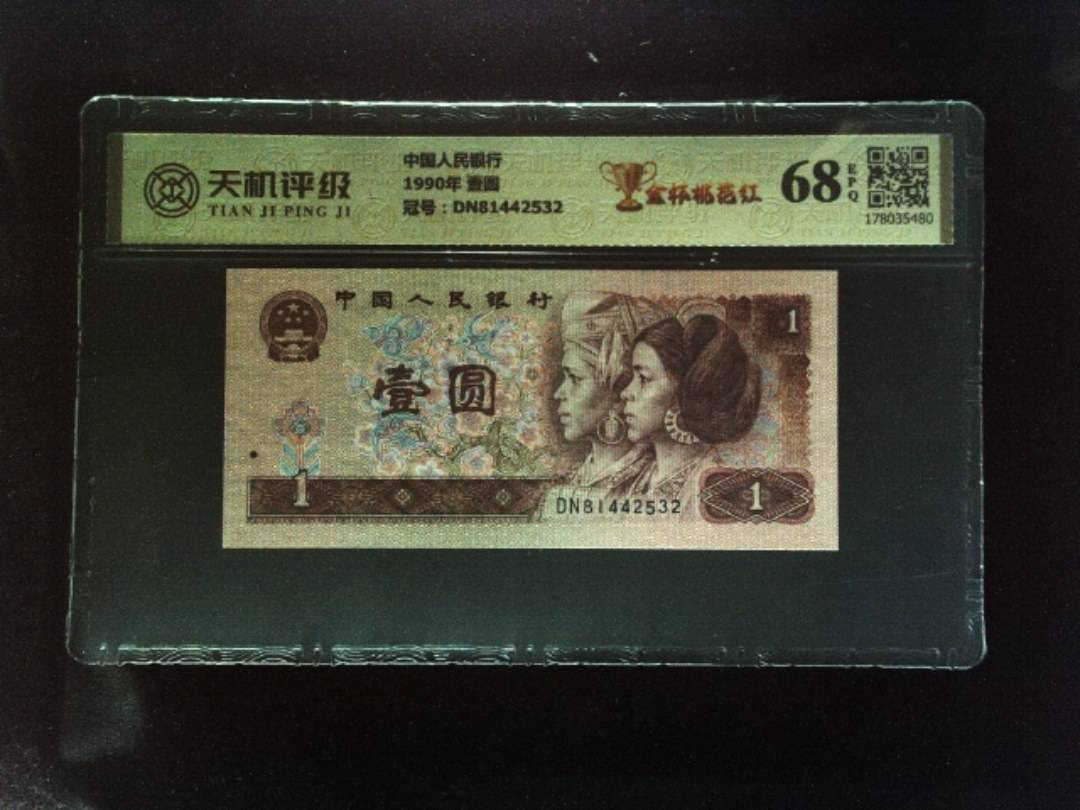 天机评级
TIAN JI PING JI
中国人民银行
1990年 壹圆
冠号：DN81442532
金杯桃花红
68
EPQ
178035480
中国人民银行
1
壹圆
1
DN81442532
1